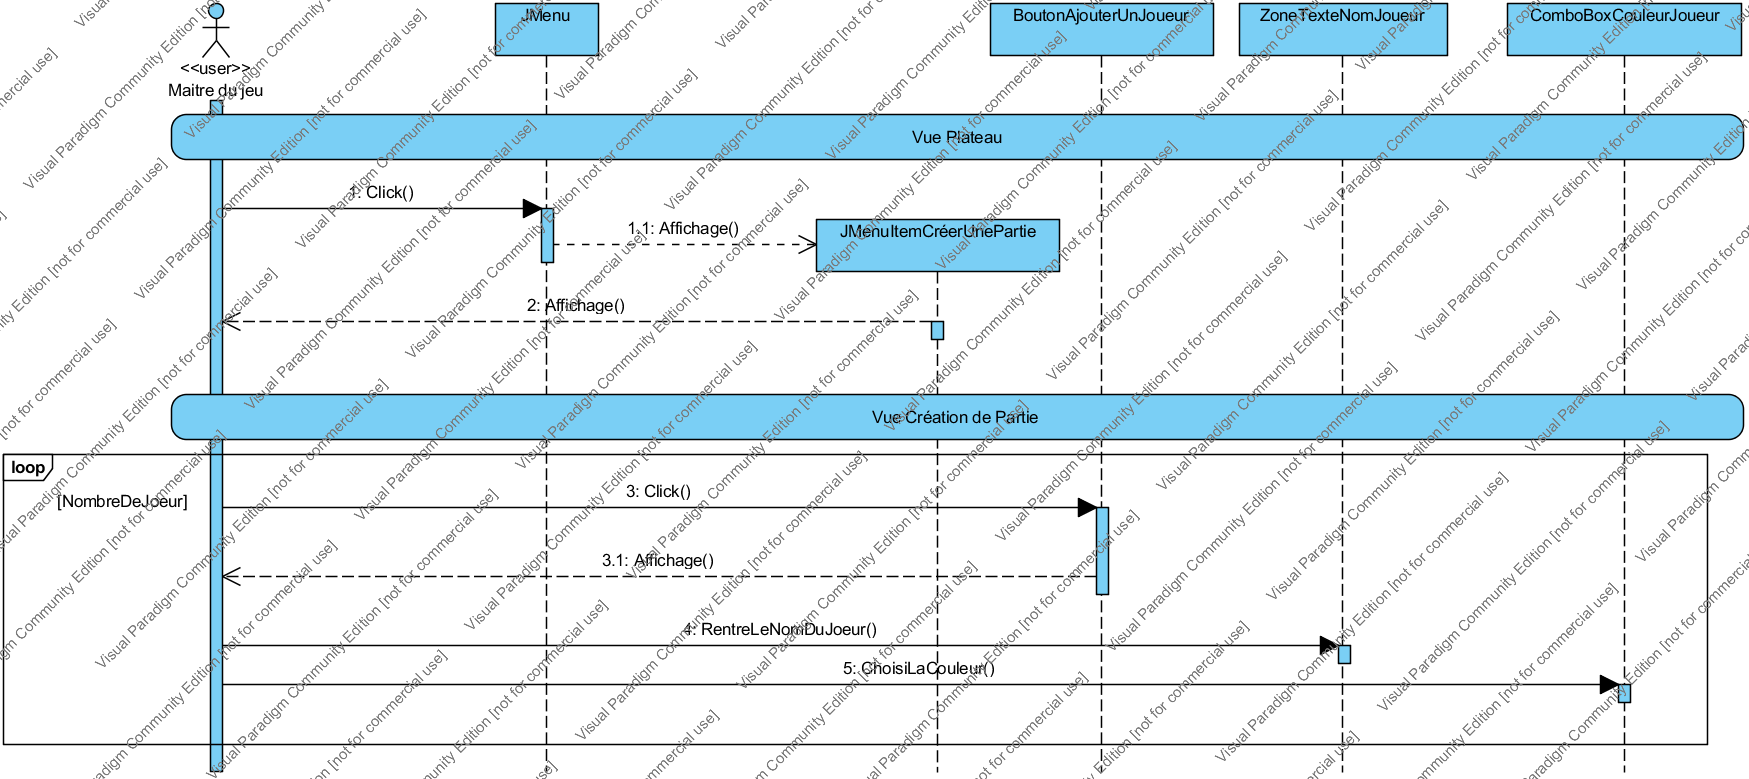 JMenu
BoutonAjouterUnJoueur
ZoneTexteNomJoueur
ComboBoxCouleurJoueur
<<user>>
Maitre du jeu
Vue Plateau
1: Click()
1.1: Affichage()
JMenuItemCréerUnePartie
2: Affichage()
Vue Création de Partie
loop
[NombreDeJoeur]
3: Click()
3.1: Affichage()
4: RentreLeNomDuJoeur()
5: ChoisiLaCouleur()
Visual Paradigm Community Edition [not for commercial use]